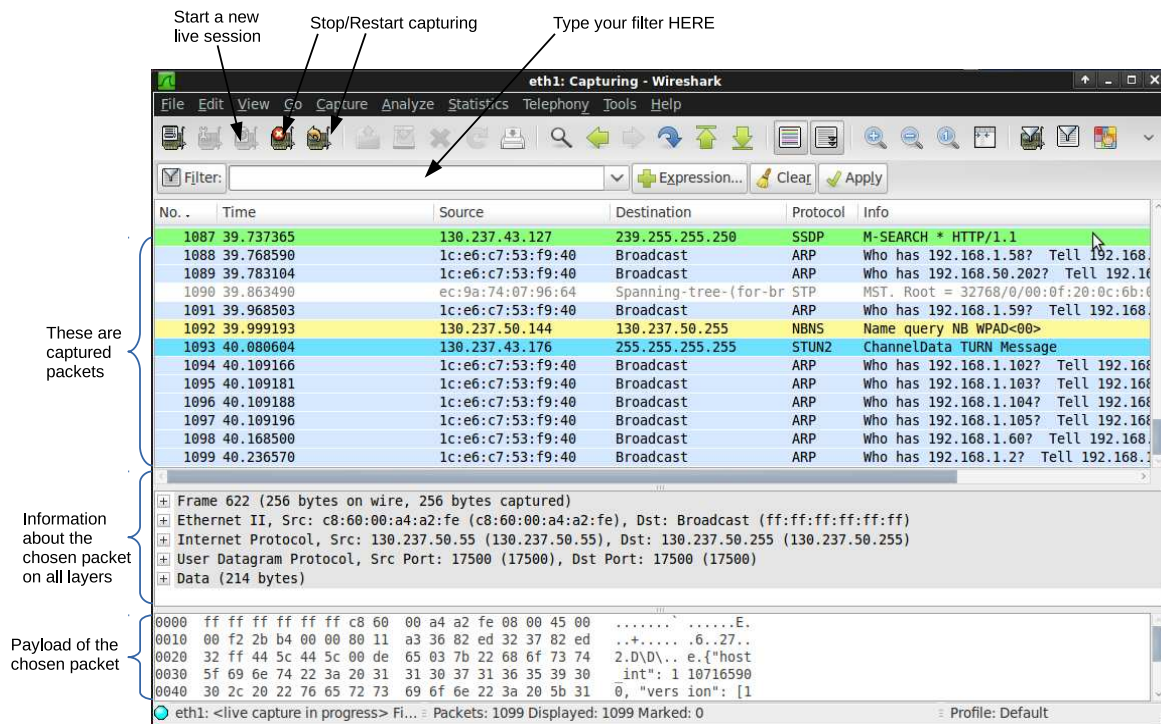 Start a new
live session
Stop/Restart capturing
Type your filter HERE
eth1: Capturing - Wireshark
File Edit View Go Capture Analyze Statistics Telephony Tools Help
Filter: Expression... Clear Apply
No. . Time Source Destination Protocol Info
1087 39.737365 130.237.43.127 239.255.255.250 SSDP M-SEARCH * HTTP/1.1
1088 39.768590 1c:e6:c7:53:f9:40 Broadcast ARP Who has 192.168.1.58? Tell 192.168.
1089 39.783104 1c:e6:c7:53:f9:40 Broadcast ARP Who has 192.168.50.202? Tell 192.16
1090 39.863490 ec:9a:74:07:96:64 Spanning-tree-(for-br STP MST. Root = 32768/0/00:0f:20:0c:6b:
1091 39.968503 1c:e6:c7:53:f9:40 Broadcast ARP Who has 192.168.1.59? Tell 192.168.
1092 39.999193 130.237.50.144 130.237.50.255 NBNS Name query NB WPAD<00>
1093 40.080604 130.237.43.176 255.255.255.255 STUN2 ChannelData TURN Message
1094 40.109166 1c:e6:c7:53:f9:40 Broadcast ARP Who has 192.168.1.102? Tell 192.168
1095 40.109181 1c:e6:c7:53:f9:40 Broadcast ARP Who has 192.168.1.103? Tell 192.168
1096 40.109188 1c:e6:c7:53:f9:40 Broadcast ARP Who has 192.168.1.104? Tell 192.168
1097 40.109196 1c:e6:c7:53:f9:40 Broadcast ARP Who has 192.168.1.105? Tell 192.168
1098 40.168500 1c:e6:c7:53:f9:40 Broadcast ARP Who has 192.168.1.60? Tell 192.168.
1099 40.236570 1c:e6:c7:53:f9:40 Broadcast ARP Who has 192.168.1.2? Tell 192.168.1
These are
captured
packets
Frame 622 (256 bytes on wire, 256 bytes captured)
Ethernet II, Src: c8:60:00:a4:a2:fe (c8:60:00:a4:a2:fe), Dst: Broadcast (ff:ff:ff:ff:ff:ff)
Internet Protocol, Src: 130.237.50.55 (130.237.50.55), Dst: 130.237.50.255 (130.237.50.255)
User Datagram Protocol, Src Port: 17500 (17500), Dst Port: 17500 (17500)
Data (214 bytes)
Information
about the
chosen packet
on all layers
0000 ff ff ff ff ff ff c8 60 00 a4 a2 fe 08 00 45 00 .......` ......E.
0010 00 f2 2b b4 00 00 80 11 a3 36 82 ed 32 37 82 ed ..+..... .6..27..
0020 32 ff 44 5c 44 5c 00 de 65 03 7b 22 68 6f 73 74 2.D\D\.. e.{"host
0030 5f 69 6e 74 22 3a 20 31 31 30 37 31 36 35 39 30 _int": 1 10716590
0040 30 2c 20 22 76 65 72 73 69 6f 6e 22 3a 20 5b 31 0, "vers ion": [1
Payload of the
chosen packet
eth1: <live capture in progress> Fi... Packets: 1099 Displayed: 1099 Marked: 0 Profile: Default